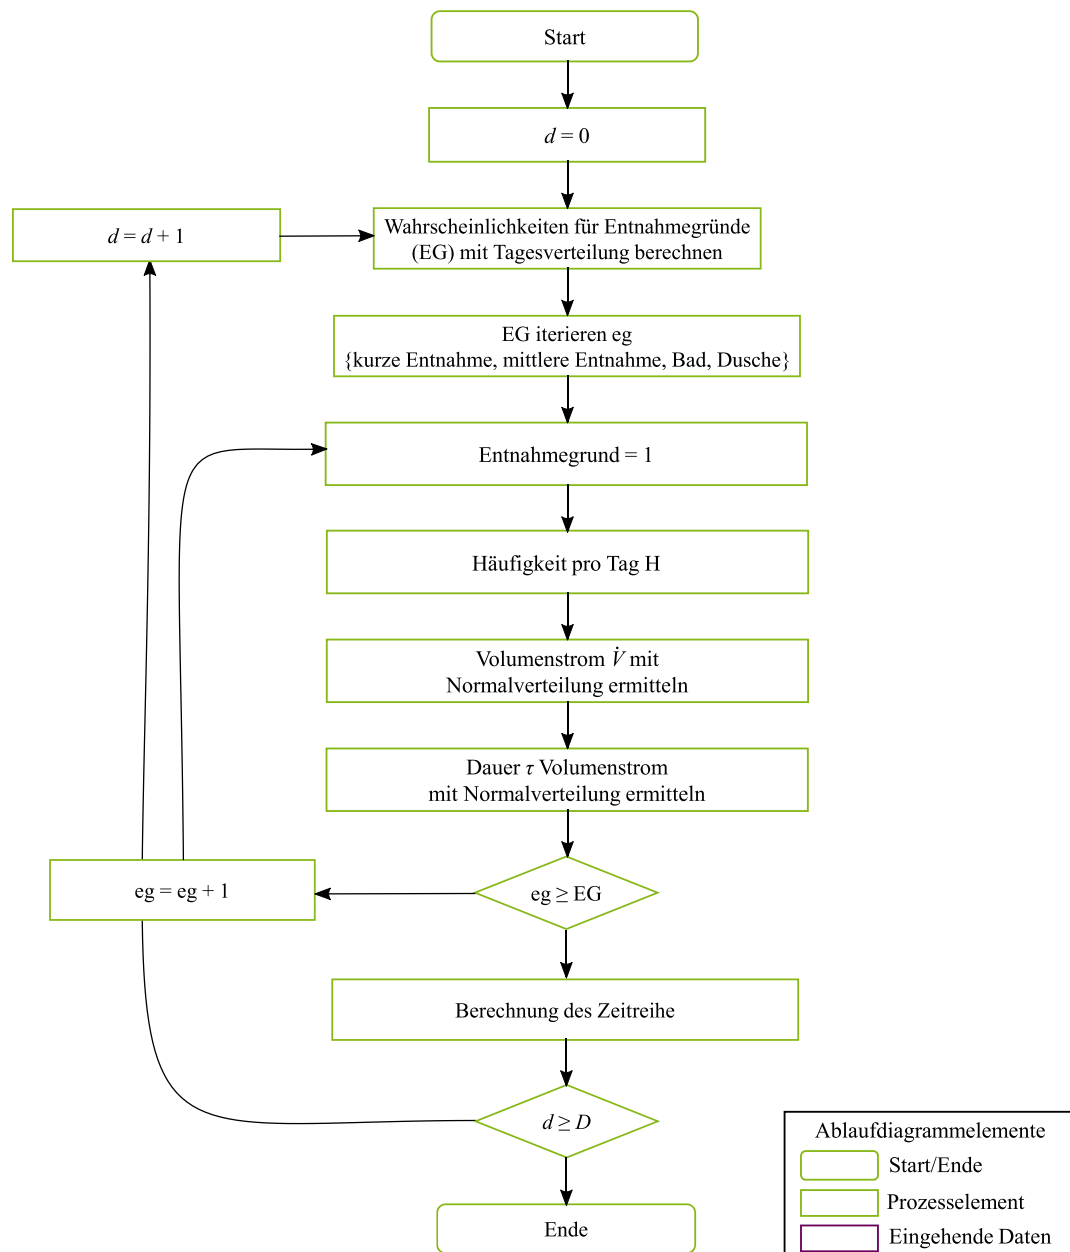 Start
d = 0
d = d + 1
Wahrscheinlichkeiten für Entnahmegründe
(EG) mit Tagesverteilung berechnen
EG iterieren eg
{kurze Entnahme, mittlere Entnahme, Bad, Dusche}
Entnahmegrund = 1
Häufigkeit pro Tag H
Volumenstrom V̇ mit
Normalverteilung ermitteln
Dauer τ Volumenstrom
mit Normalverteilung ermitteln
eg = eg + 1
eg ≥ EG
Berechnung des Zeitreihe
d ≥ D
Ende
Ablaufdiagrammelemente
Start/Ende
Prozesselement
Eingehende Daten